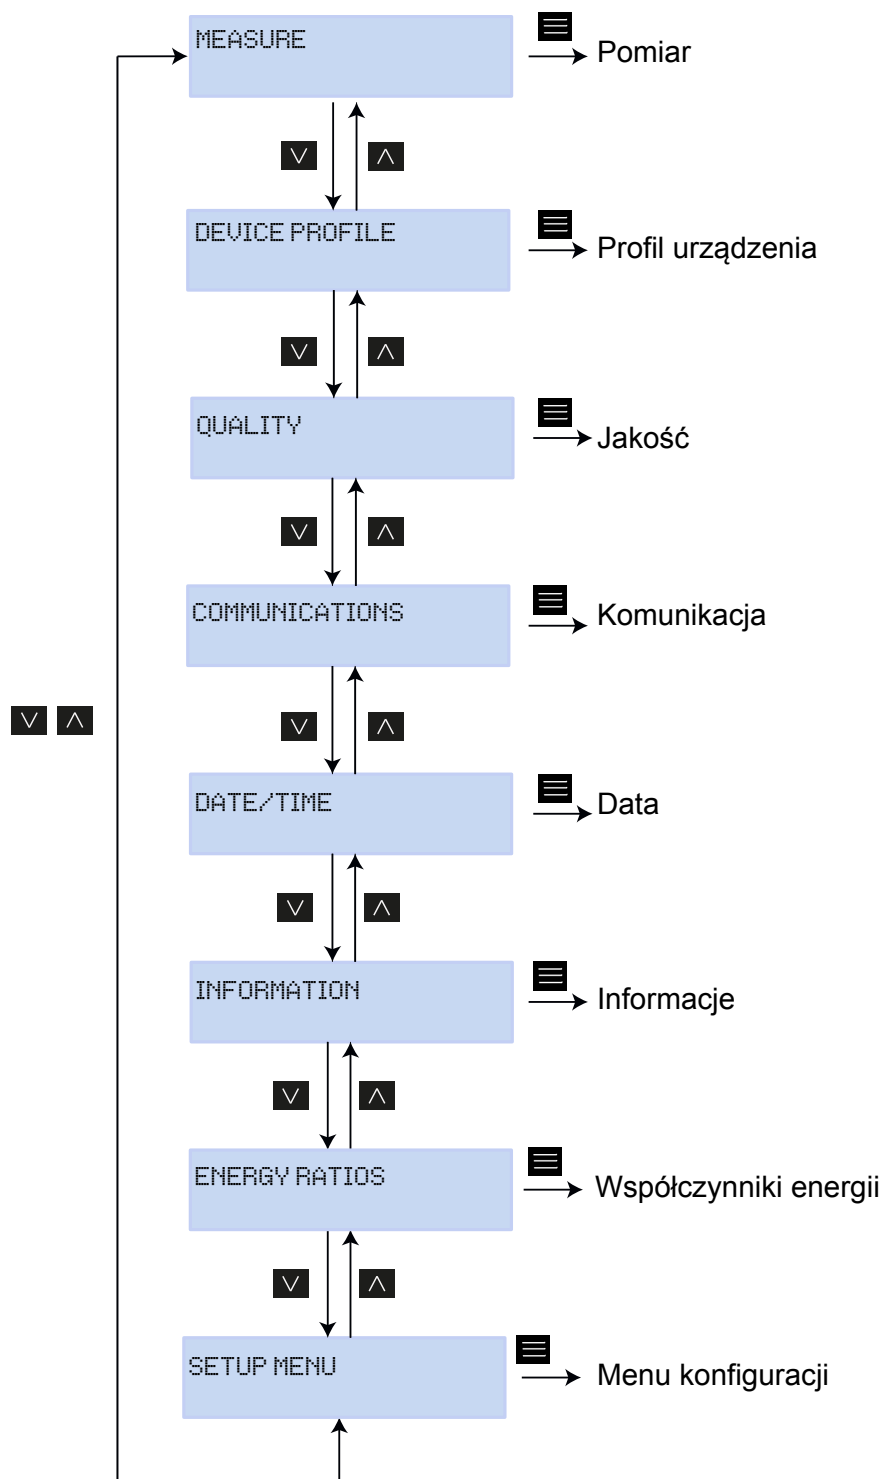 MEASURE
Pomiar
DEVICE PROFILE
Profil urządzenia
QUALITY
Jakość
COMMUNICATIONS
Komunikacja
DATE/TIME
Data
INFORMATION
Informacje
ENERGY RATIOS
Współczynniki energii
SETUP MENU
Menu konfiguracji